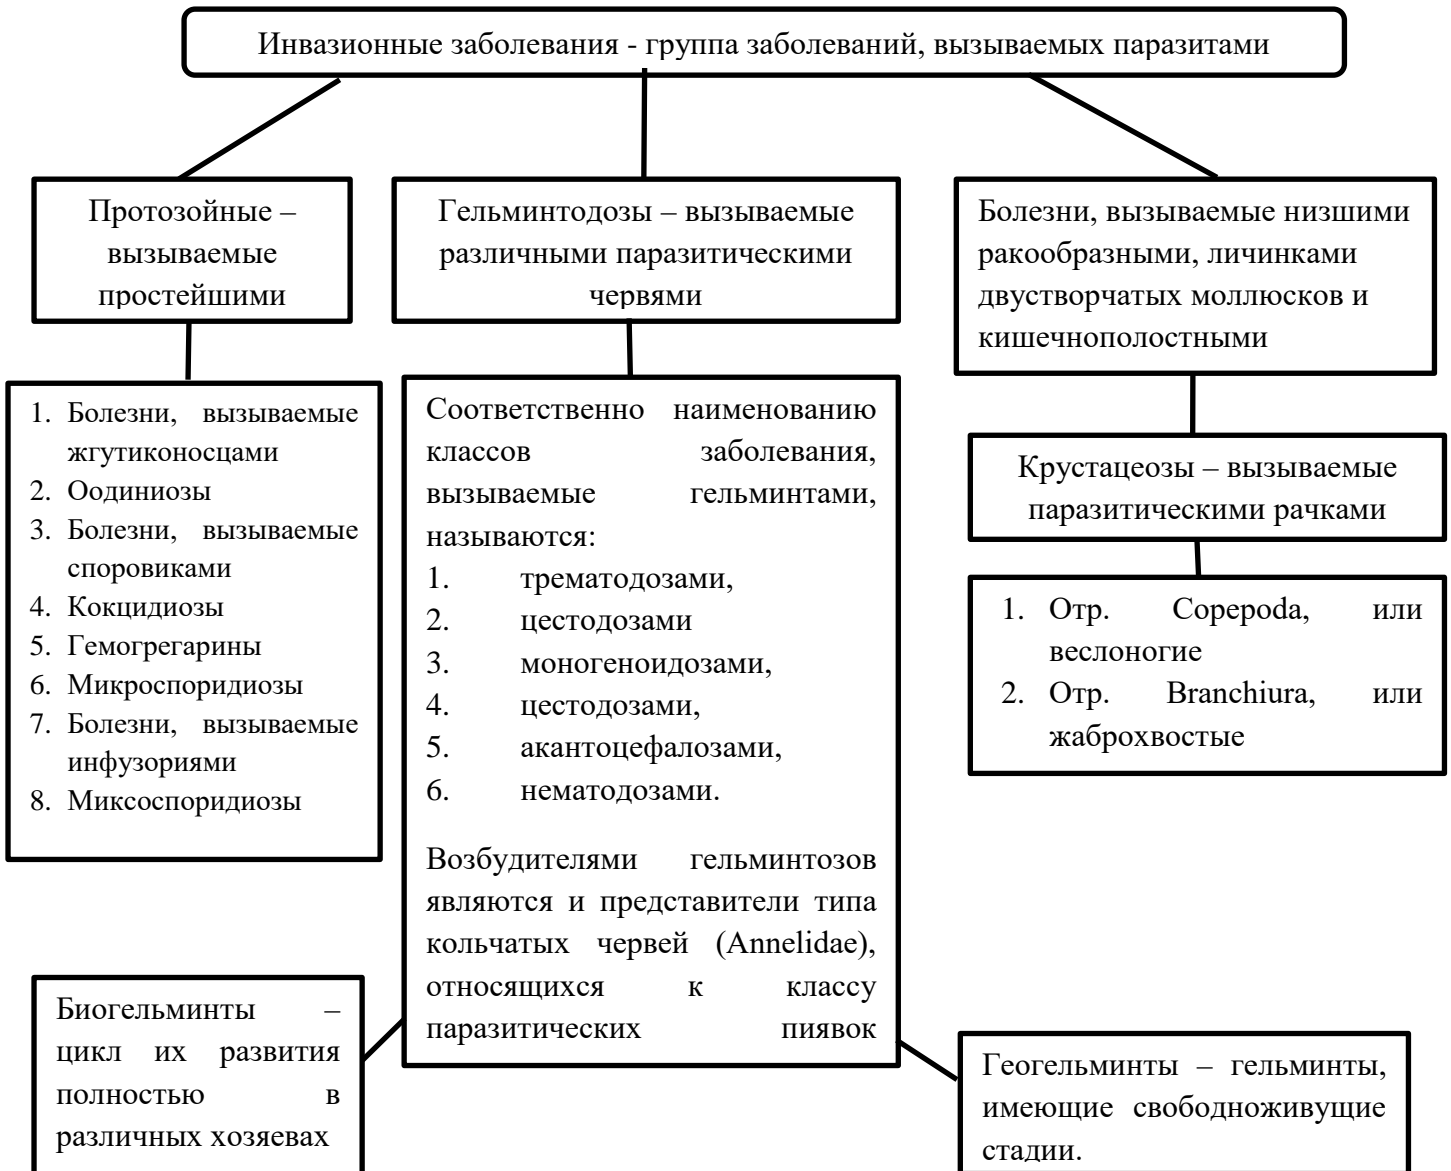 Инвазионные заболевания - группа заболеваний, вызываемых паразитами
Протозойные –
вызываемые
простейшими
Гельминтодозы – вызываемые
различными паразитическими
червями
Болезни, вызываемые низшими
ракообразными, личинками
двустворчатых моллюсков и
кишечнополостными
1. Болезни, вызываемые
жгутиконосцами
2. Оодиниозы
3. Болезни, вызываемые
споровиками
4. Кокцидиозы
5. Гемогрегарины
6. Микроспоридиозы
7. Болезни, вызываемые
инфузориями
8. Миксоспоридиозы
Соответственно наименованию
классов заболевания,
вызываемые гельминтами,
называются:
1. трематодозами,
2. цестодозами
3. моногеноидозами,
4. цестодозами,
5. акантоцефалозами,
6. нематодозами.
Возбудителями гельминтозов
являются и представители типа
кольчатых червей (Annelidae),
относящихся к классу
паразитических пиявок
Крустацеозы – вызываемые
паразитическими рачками
1. Отр. Copepoda, или
веслоногие
2. Отр. Branchiura, или
жаброхвостые
Биогельминты –
цикл их развития
полностью в
различных хозяевах
Геогельминты – гельминты,
имеющие свободноживущие
стадии.